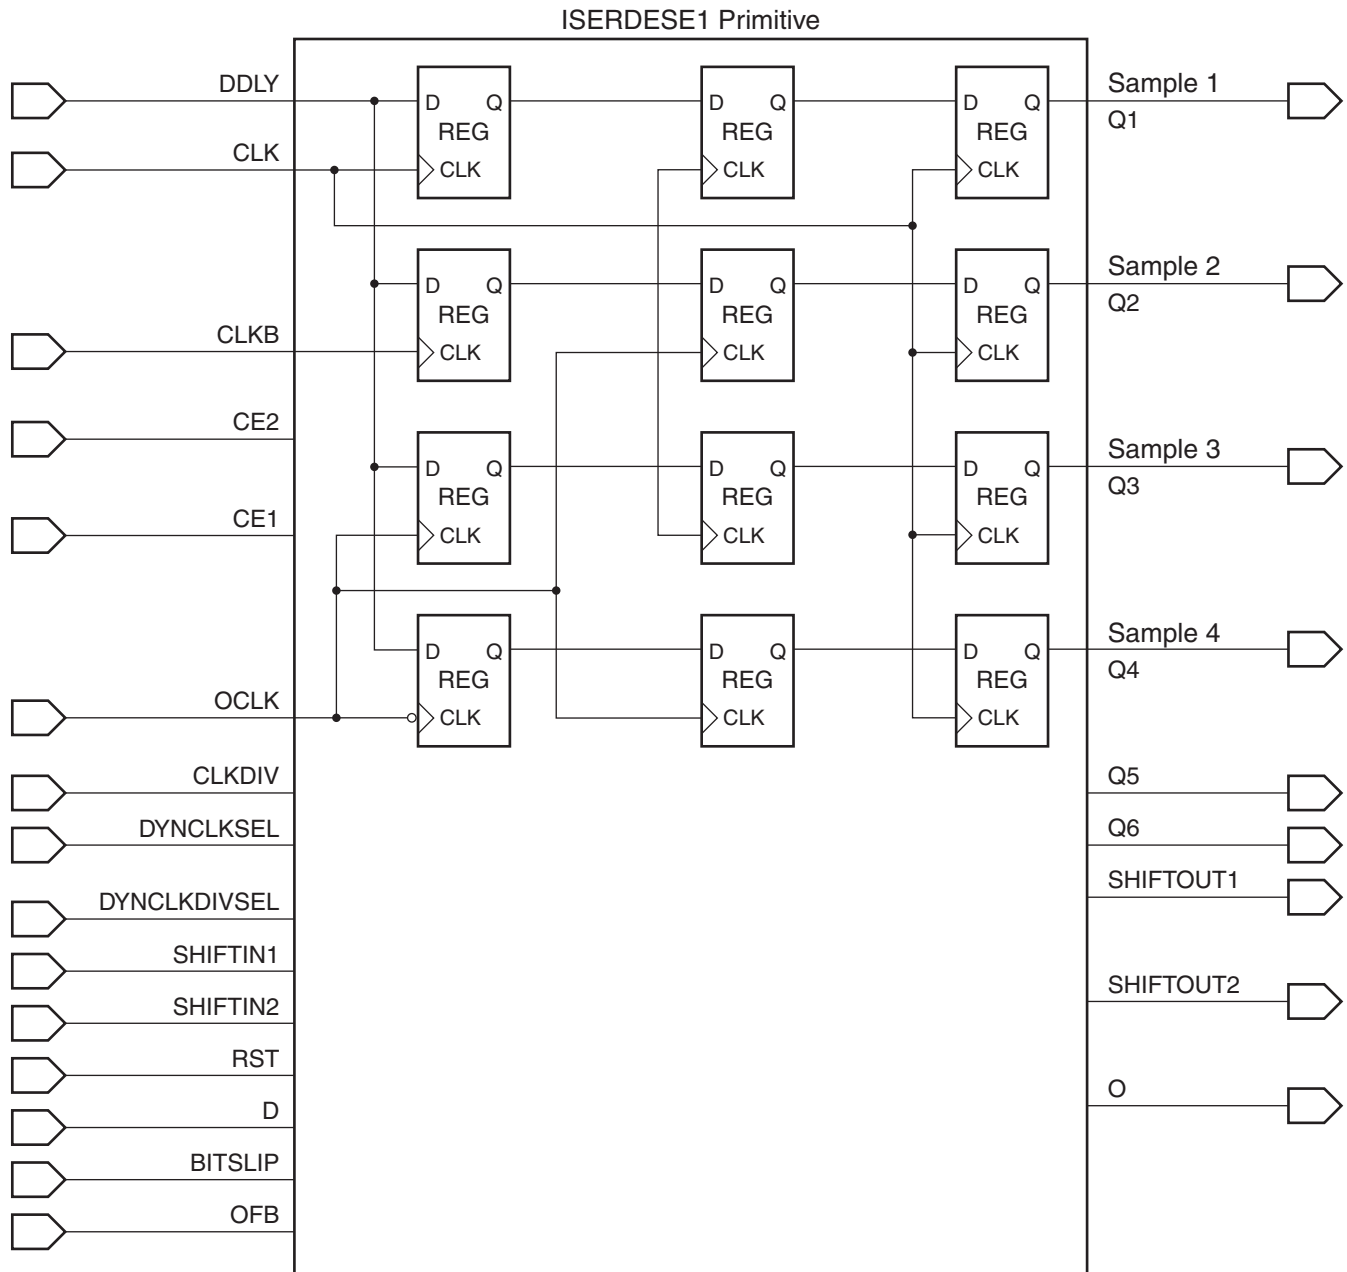 ISERDESE1 Primitive
DDLY
D Q
REG
CLK
D Q
REG
CLK
D Q
REG
CLK
Sample 1
Q1
CLK
CLKB
D Q
REG
CLK
D Q
REG
CLK
D Q
REG
CLK
Sample 2
Q2
CE2
CE1
D Q
REG
CLK
D Q
REG
CLK
D Q
REG
CLK
Sample 3
Q3
OCLK
D Q
REG
CLK
D Q
REG
CLK
D Q
REG
CLK
Sample 4
Q4
CLKDIV
Q5
DYNCLKSEL
Q6
DYNCLKDIVSEL
SHIFTOUT1
SHIFTIN1
SHIFTIN2
SHIFTOUT2
RST
D
O
BITSLIP
OFB